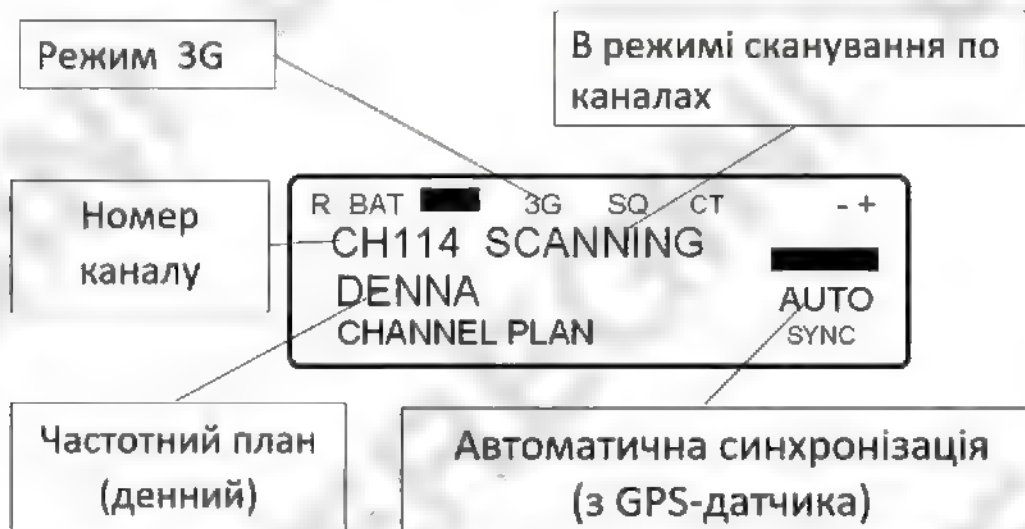 Режим 3G
В режимі сканування по
каналах
Номер
каналу
R BAT 3G SQ CT - +
CH114 SCANNING
DENNA
AUTO
CHANNEL PLAN
SYNC
Частотний план
(денний)
Автоматична синхронізація
(з GPS-датчика)